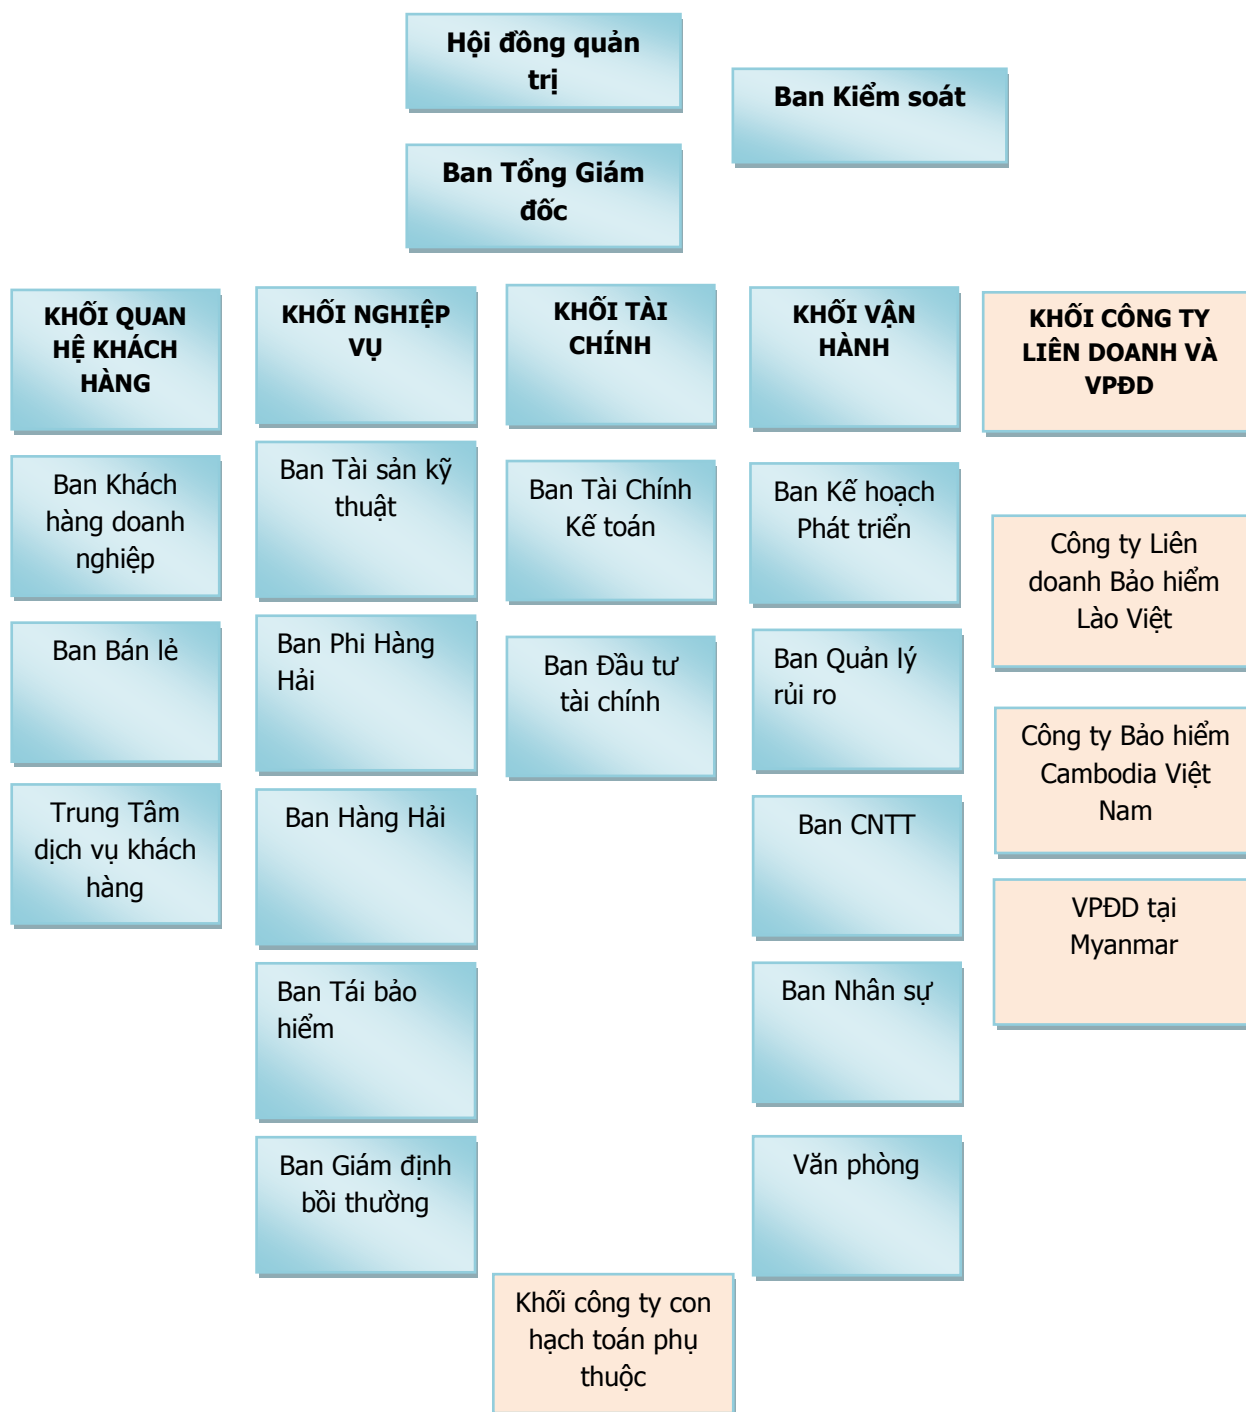 Hội đồng quản
trị
Ban Kiểm soát
Ban Tổng Giám
đốc
KHỐI QUAN
HỆ KHÁCH
HÀNG
Ban Khách
hàng doanh
nghiệp
Ban Bán lẻ
Trung Tâm
dịch vụ khách
hàng
KHỐI NGHIỆP
VỤ
Ban Tài sản kỹ
thuật
Ban Phi Hàng
Hải
Ban Hàng Hải
Ban Tái bảo
hiểm
Ban Giám định
bồi thường
KHỐI TÀI
CHÍNH
Ban Tài Chính
Kế toán
Ban Đầu tư
tài chính
KHỐI VẬN
HÀNH
Ban Kế hoạch
Phát triển
Ban Quản lý
rủi ro
Ban CNTT
Ban Nhân sự
Văn phòng
KHỐI CÔNG TY
LIÊN DOANH VÀ
VPĐD
Công ty Liên
doanh Bảo hiểm
Lào Việt
Công ty Bảo hiểm
Cambodia Việt
Nam
VPĐD tại
Myanmar
Khối công ty con
hạch toán phụ
thuộc